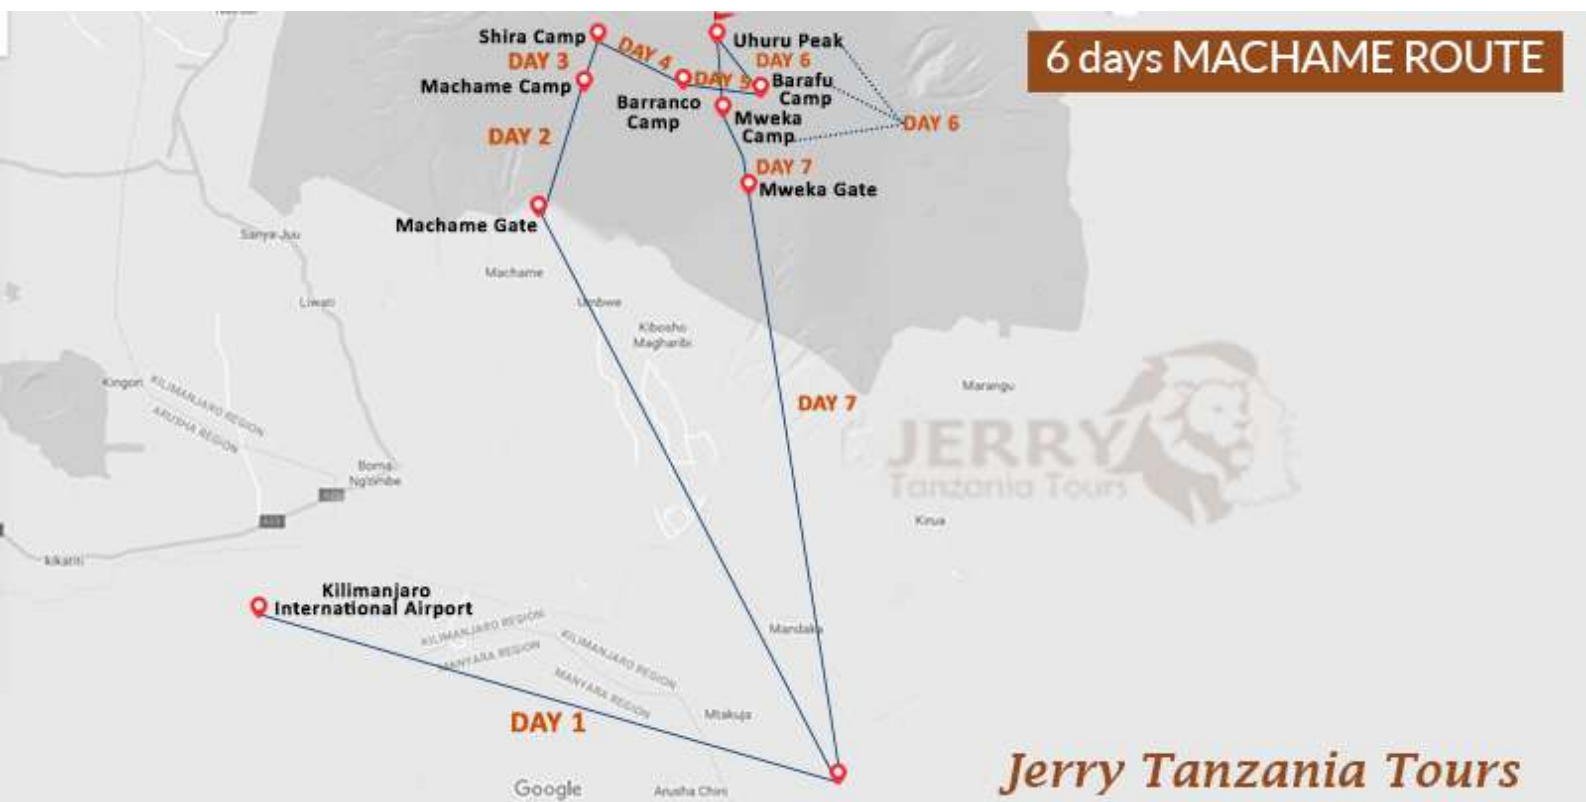 6 days MACHAME ROUTE
Shira Camp
DAY 3
Machame Camp
DAY 2
Machame Gate
DAY 4
Barranco
Camp
DAY 5
Uhuru Peak
DAY 6
Barafu
Camp
Mweka
Camp
DAY 6
DAY 7
Mweka Gate
DAY 7
Sanya Juu
Machame
Liwati
Umbwe
Kibosho
Magharibi
Kingori
KILIMANJARO REGION
ARUSHA REGION
Marangu
JERRY
Tanzania Tours
Boma
Ng'ombe
Kirua
Kikatiti
Kilimanjaro
International Airport
KILIMANJARO REGION
MANYARA REGION
KILIMANJARO REGION
MANYARA REGION
Mandaka
DAY 1
Mtakuja
Google
Arusha Chini
Jerry Tanzania Tours